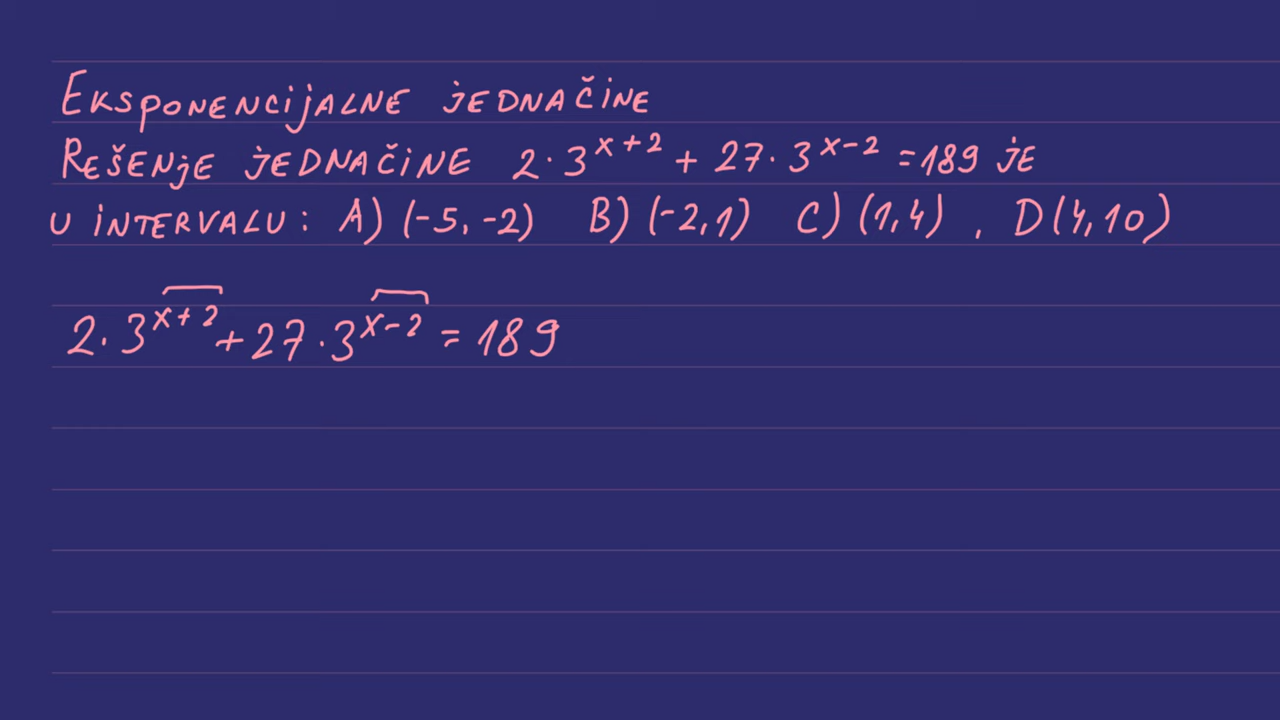 EKSPONENCIJALNE JEDNAČINE
REŠENJE JEDNAČINE 2·3^(x+2) + 27·3^(x-2) = 189 JE
U INTERVALU: A) (-5,-2) B) (-2,1) C) (1,4) , D(4,10)
2·3^(x+2) + 27·3^(x-2) = 189